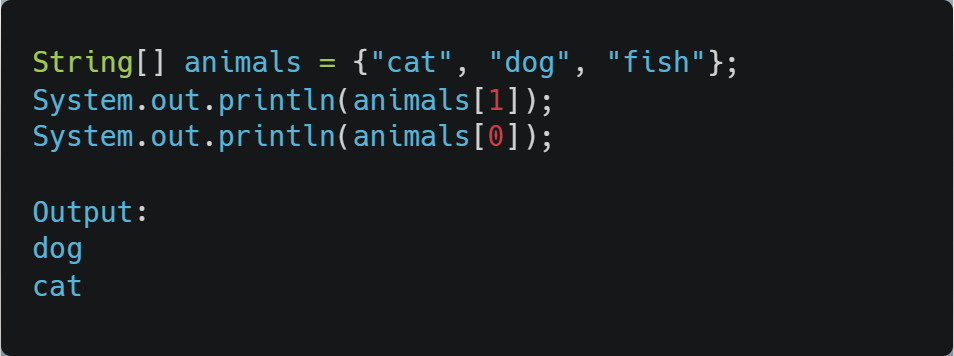 String[] animals = {"cat", "dog", "fish"};
System.out.println(animals[1]);
System.out.println(animals[0]);
Output:
dog
cat